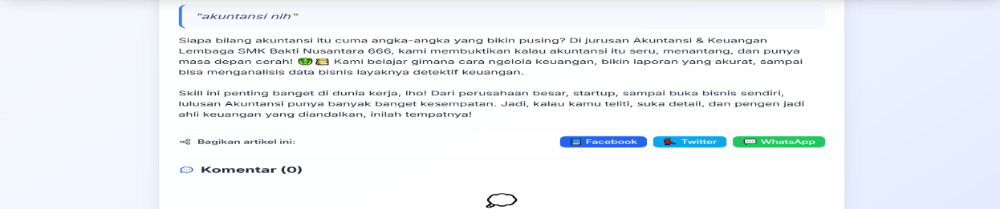 "akuntansi nih"
Siapa bilang akuntansi itu cuma angka-angka yang bikin pusing? Di jurusan Akuntansi & Keuangan
Lembaga SMK Bakti Nusantara 666, kami membuktikan kalau akuntansi itu seru, menantang, dan punya
masa depan cerah! 🤑📚 Kami belajar gimana cara ngelola keuangan, bikin laporan yang akurat, sampai
bisa menganalisis data bisnis layaknya detektif keuangan.
Skill ini penting banget di dunia kerja, lho! Dari perusahaan besar, startup, sampai buka bisnis sendiri,
lulusan Akuntansi punya banyak banget kesempatan. Jadi, kalau kamu teliti, suka detail, dan pengen jadi
ahli keuangan yang diandalkan, inilah tempatnya!
Bagikan artikel ini: Facebook Twitter WhatsApp
Komentar (0)